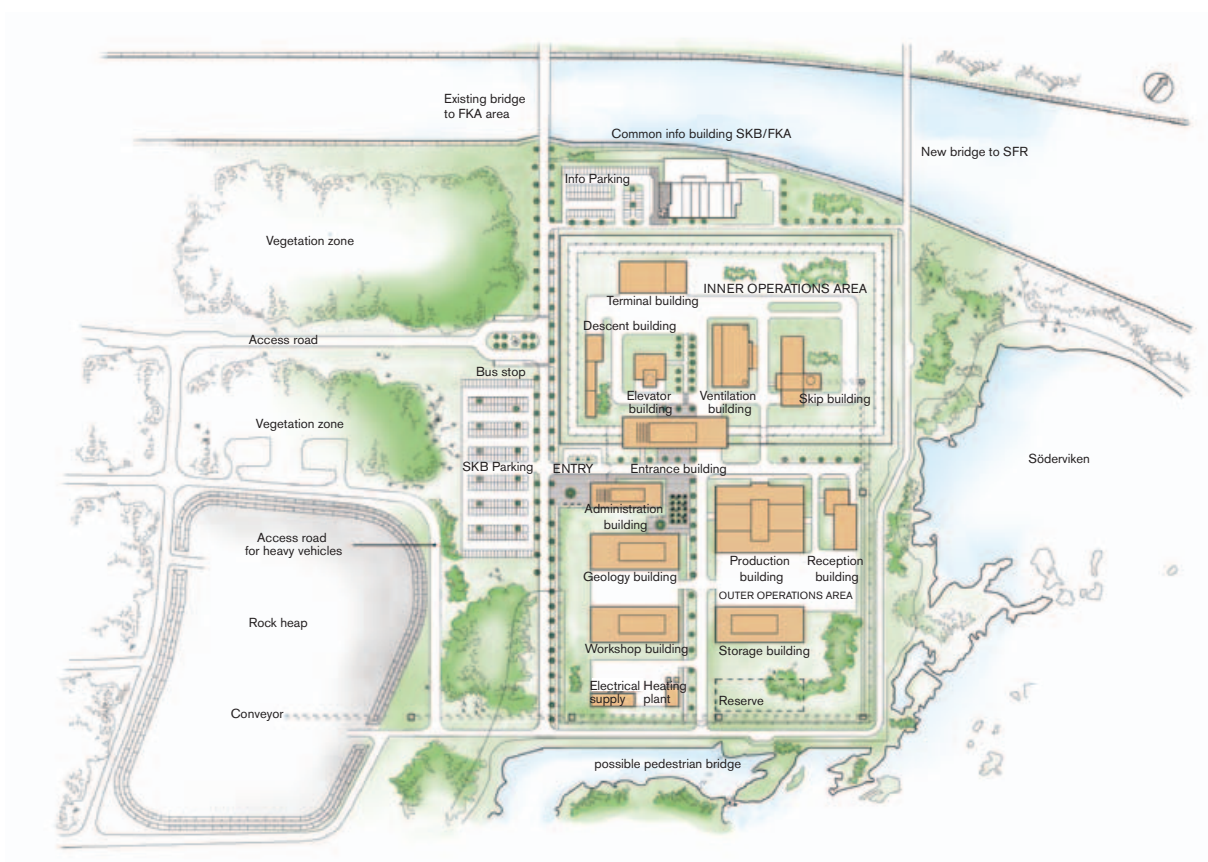 Existing bridge
to FKA area
Common info building SKB/FKA
New bridge to SFR
Info Parking
Vegetation zone
INNER OPERATIONS AREA
Terminal building
Descent building
Access road
Bus stop
Elevator
building
Ventilation
building
Skip building
Vegetation zone
SKB Parking
ENTRY
Entrance building
Söderviken
Administration
building
Access road
for heavy vehicles
Geology building
Production
building
Reception
building
OUTER OPERATIONS AREA
Rock heap
Workshop building
Storage building
Electrical
supply
Heating
plant
Reserve
Conveyor
possible pedestrian bridge